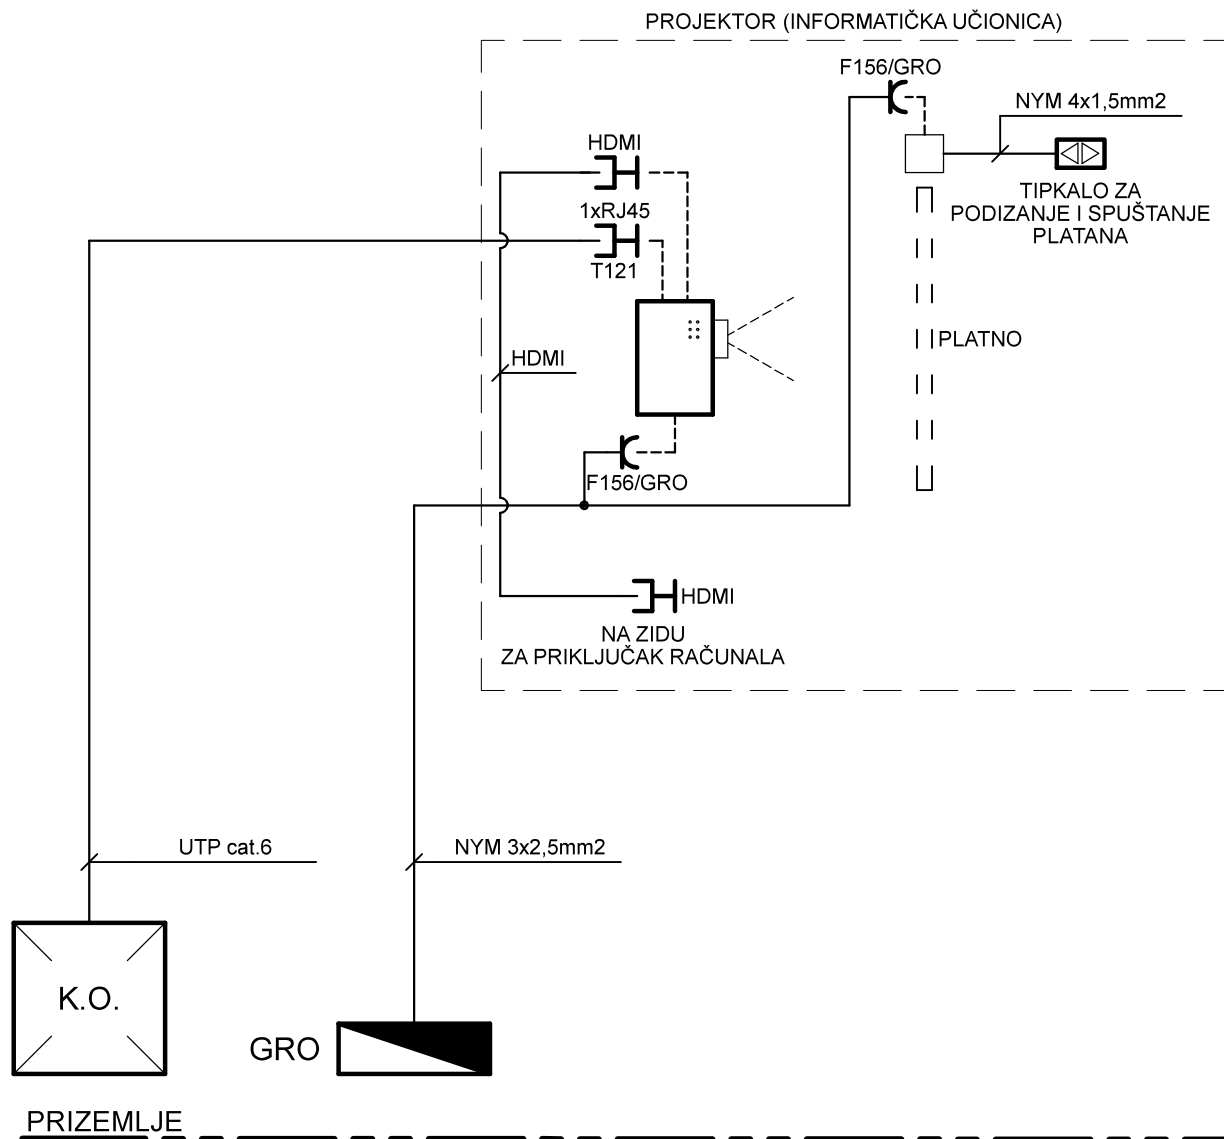 PROJEKTOR (INFORMATIČKA UČIONICA)
F156/GRO
NYM 4x1,5mm2
HDMI
TIPKALO ZA
PODIZANJE I SPUŠTANJE
PLATANA
1xRJ45
T121
HDMI
PLATNO
F156/GRO
HDMI
NA ZIDU
ZA PRIKLJUČAK RAČUNALA
UTP cat.6
NYM 3x2,5mm2
K.O.
GRO
PRIZEMLJE